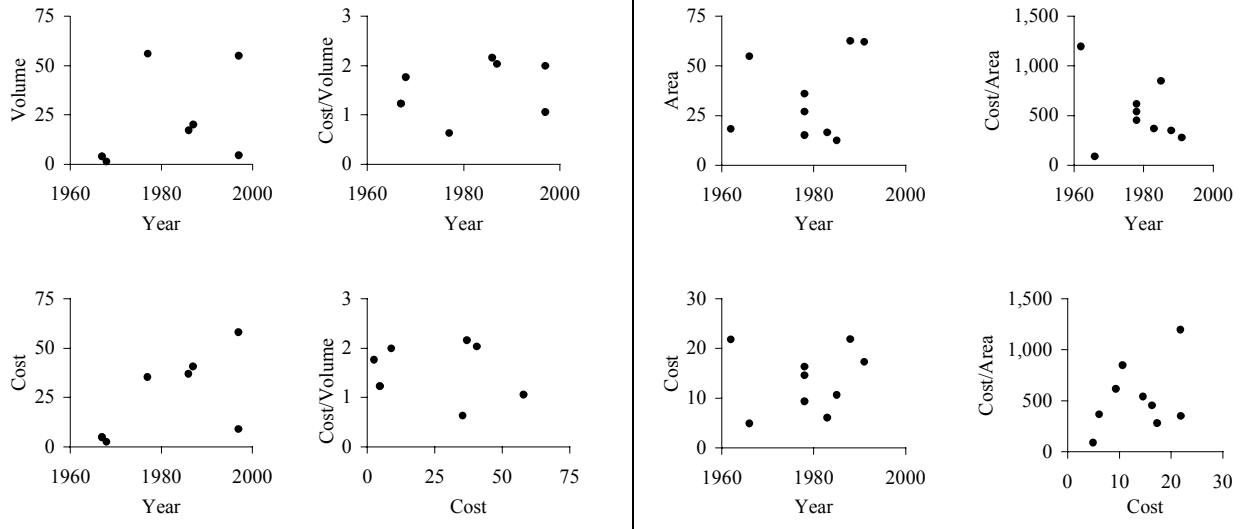 75
50
25
0
Volume
1960 1980 2000
Year
3
2
1
0
Cost/Volume
1960 1980 2000
Year
75
50
25
0
Area
1960 1980 2000
Year
1,500
1,000
500
0
Cost/Area
1960 1980 2000
Year
75
50
25
0
Cost
1960 1980 2000
Year
3
2
1
0
Cost/Volume
0 25 50 75
Cost
30
20
10
0
Cost
1960 1980 2000
Year
1,500
1,000
500
0
Cost/Area
0 10 20 30
Cost